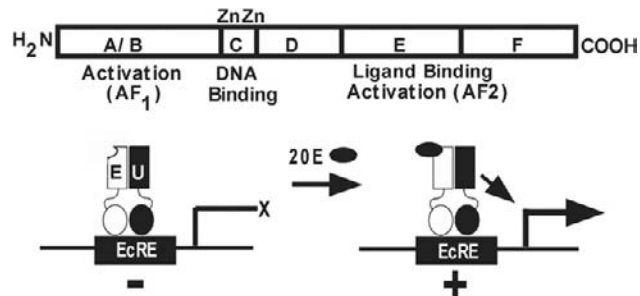 ZnZn
H₂N A/B C D E F COOH
Activation (AF₁)
DNA Binding
Ligand Binding Activation (AF2)
E U
20E
X
EcRE
EcRE
-
+